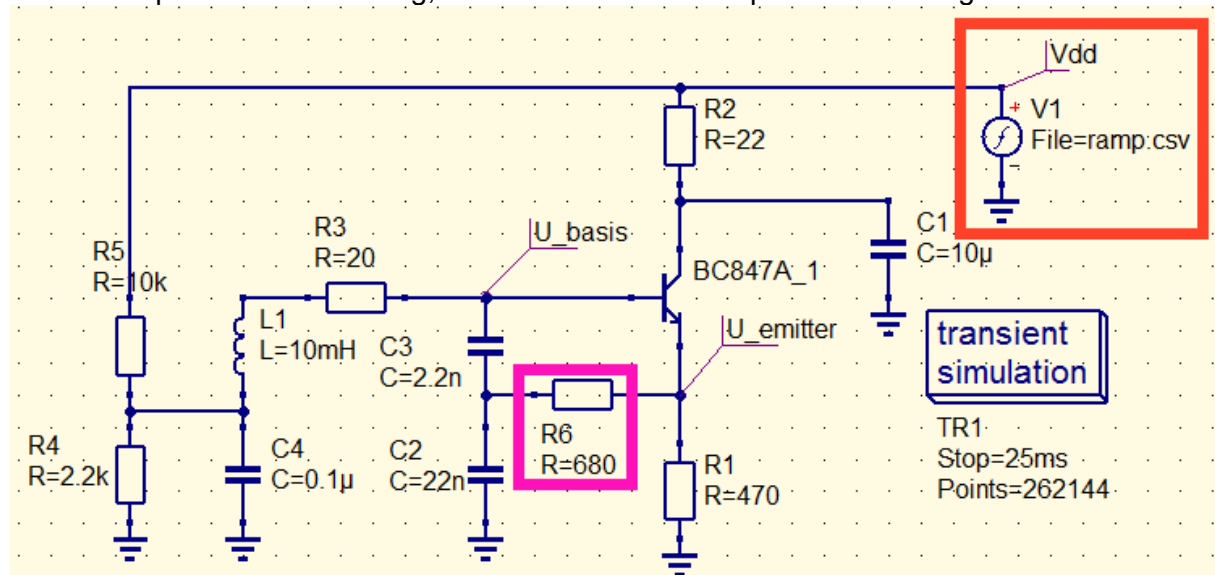 Vdd
R2
R=22
V1
File=ramp.csv
R3
R=20
U_basis
C1
C=10µ
R5
R=10k
BC847A_1
L1
L=10mH
C3
C=2.2n
U_emitter
transient
simulation
R4
R=2.2k
C4
C=0.1µ
C2
C=22n
R6
R=680
R1
R=470
TR1
Stop=25ms
Points=262144